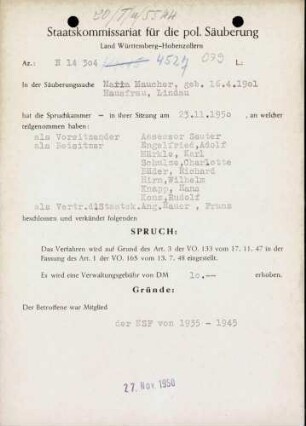 Staatskommissariat für die pol. Säuberung
Land Württemberg-Hohenzollern
Az.: H 14 304 4524 079 L.
In der Säuberungssache Maria Maucher, geb. 16.4.1901
Hausfrau, Lindau
hat die Spruchkammer — in ihrer Sitzung am 23.11.1950 , an welcher
teilgenommen haben:
als Vorsitzender Assessor Sauter
als Beisitzer Engelfried,Adolf
Härkle, Karl
Schulze,Charlotte
Eder, Richard
Hirn,Wilhelm
Knapp, Hans
Kons,Rudolf
als Vertr.d.Staatsk. Ang. Bauer , Franz
beschlossen und verkündet folgenden
SPRUCH:
Das Verfahren wird auf Grund des Art. 3 der VO. 133 vom 17. 11. 47 in der
Fassung des Art. 1 der VO. 165 vom 13. 7. 48 eingestellt.
Es wird eine Verwaltungsgebühr von DM 10.-- erhoben.
Gründe:
Der Betroffene war Mitglied
der NSF von 1935 - 1945
27. Nov 1950